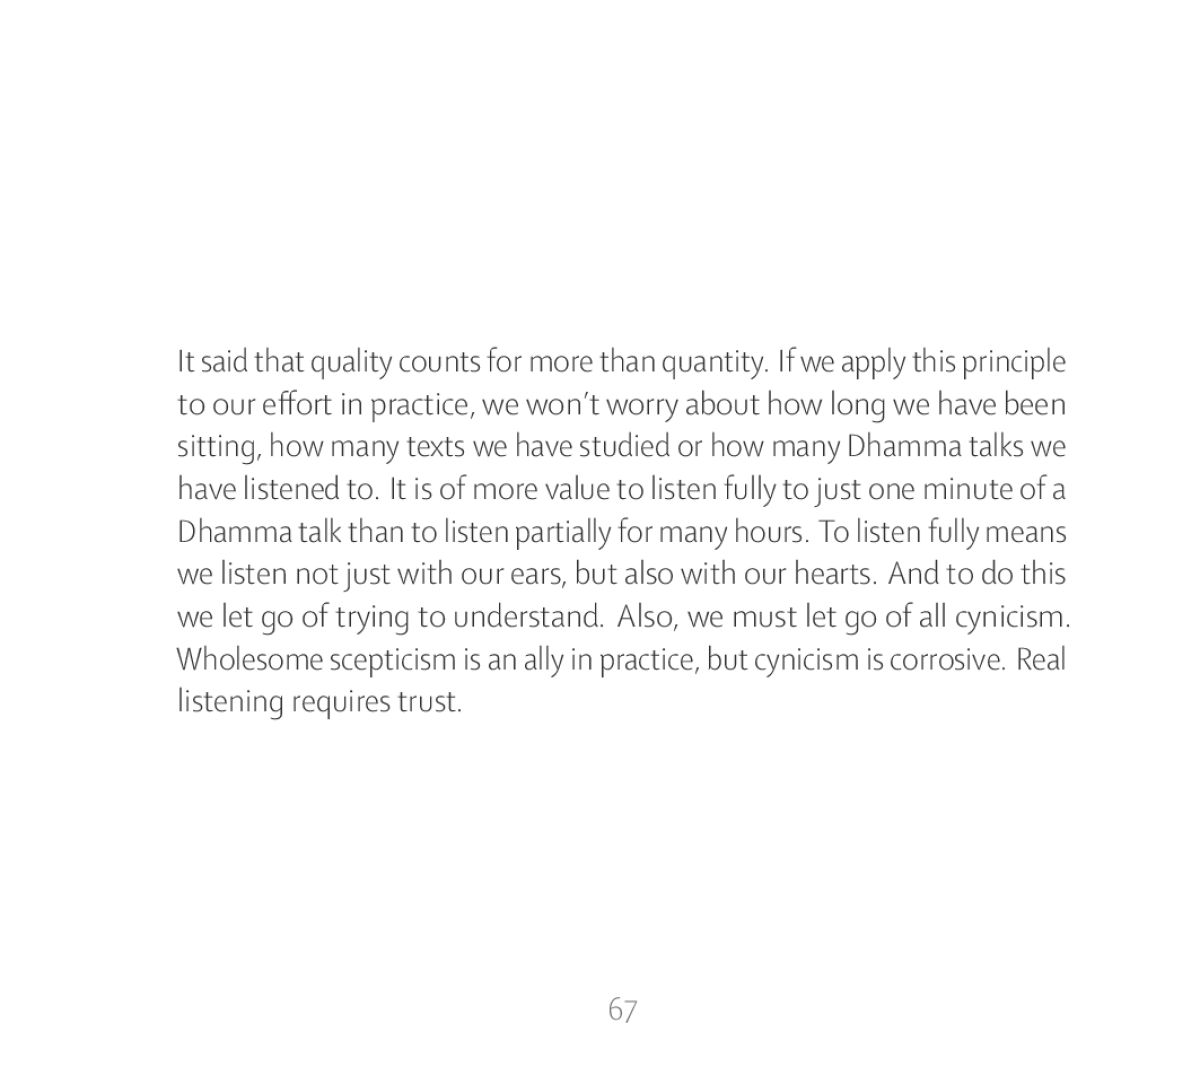 It said that quality counts for more than quantity. If we apply this principle
to our effort in practice, we won’t worry about how long we have been
sitting, how many texts we have studied or how many Dhamma talks we
have listened to. It is of more value to listen fully to just one minute of a
Dhamma talk than to listen partially for many hours. To listen fully means
we listen not just with our ears, but also with our hearts. And to do this
we let go of trying to understand. Also, we must let go of all cynicism.
Wholesome scepticism is an ally in practice, but cynicism is corrosive. Real
listening requires trust.
67